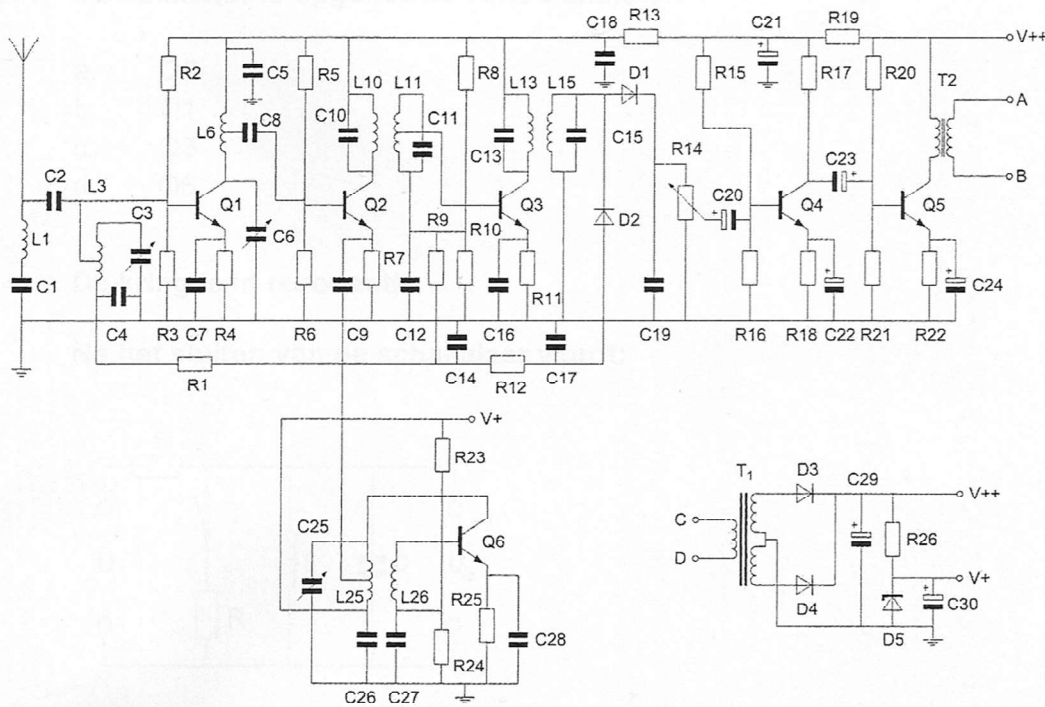 C18 R13 C21 R19
V++
R2 C5 R5 L10 L11 R8 L13 L15 D1 R15 R17 R20 T2
C8 C10 C11 C15 A
L6 C13 R14
C2 L3 C23
C3 Q1 Q2 R9 Q3 C20 Q4 Q5 B
L1 C6 R7 R10 D2
C1 R11 C24
C4 R3 C7 R4 R6 C9 C12 C16 C19 R16 R18 C22 R21 R22
C14 C17
R1 R12
V+
R23
T1 D3 C29 V++
C25 Q6 C R26
D
L25 L26 R25 V+
D4 C30
C28 D5
R24
C26 C27